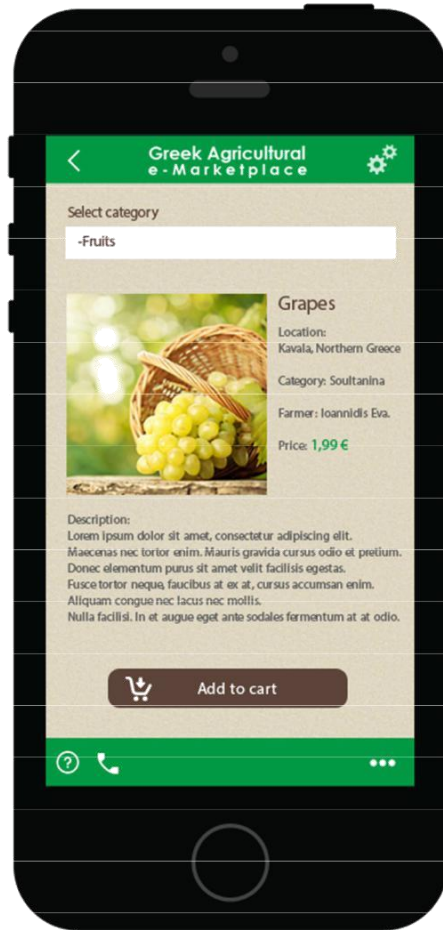 Greek Agricultural
e-Marketplace
Select category
-Fruits
Grapes
Location:
Kavala, Northern Greece
Category: Soultanina
Farmer: Ioannidis Eva.
Price: 1,99 €
Description:
Lorem ipsum dolor sit amet, consectetur adipiscing elit.
Maecenas nec tortor enim. Mauris gravida cursus odio et pretium.
Donec elementum purus sit amet velit facilisis egestas.
Fusce tortor neque, faucibus at ex at, cursus accumsan enim.
Aliquam congue nec lacus nec mollis.
Nulla facilisi. In et augue eget ante sodales fermentum at at odio.
Add to cart
?